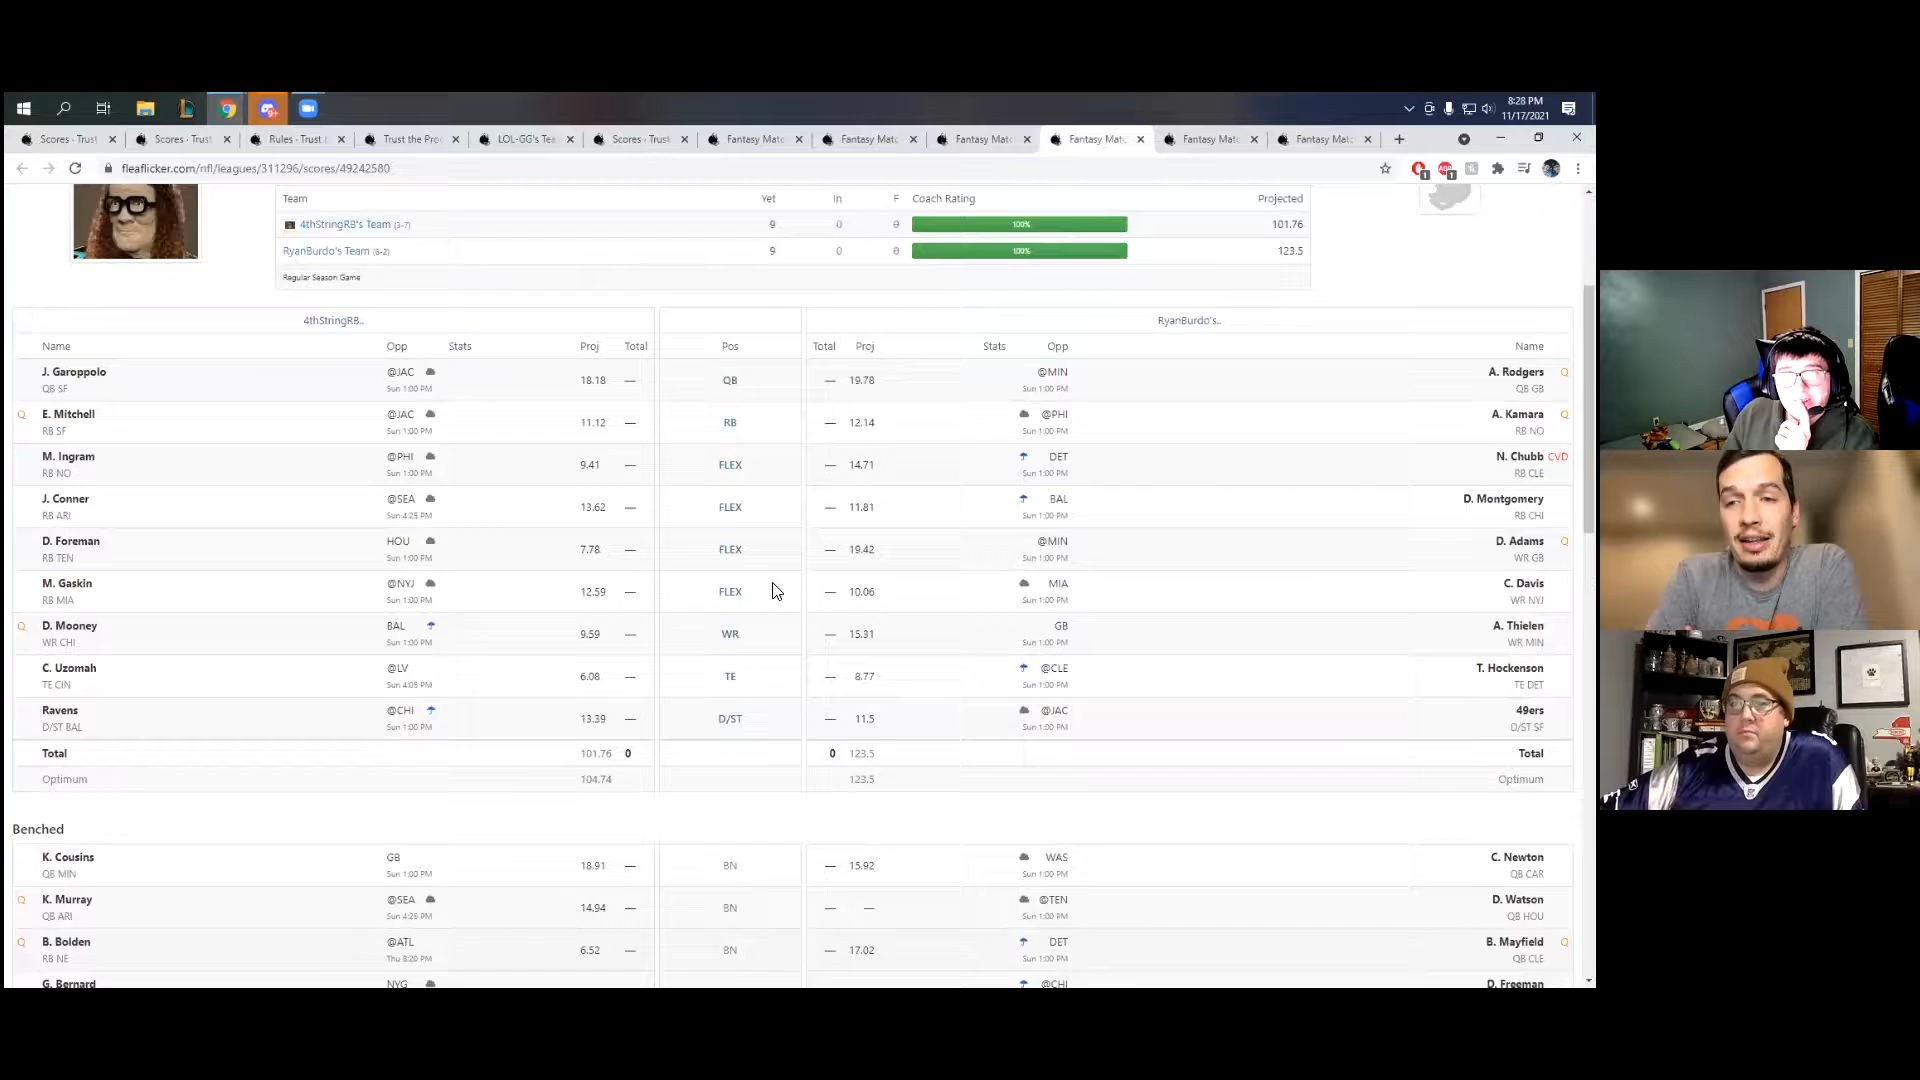 8:28 PM
11/17/2021
Scores - Trust
Scores - Trust
Rules - Trust
Trust the Pro
LOL-GG's Tea
Scores - Trust
Fantasy Matc
Fantasy Matc
Fantasy Matc
Fantasy Matc
Fantasy Matc
Fantasy Matc
fleaflicker.com/nfl/leagues/311296/scores/49242580
Team Yet In F Coach Rating Projected
4thStringRB's Team (3-7) 9 0 0 100% 101.76
RyanBurdo's Team (8-2) 9 0 0 100% 123.5
Regular Season Game
4thStringRB.. RyanBurdo's..
Name Opp Stats Proj Total Pos Total Proj Stats Opp Name
J. Garoppolo @JAC 18.18 — QB — 19.78 @MIN A. Rodgers Q
QB SF Sun 1:00 PM Sun 1:00 PM QB GB
Q E. Mitchell @JAC 11.12 — RB — 12.14 @PHI A. Kamara Q
RB SF Sun 1:00 PM Sun 1:00 PM RB NO
M. Ingram @PHI 9.41 — FLEX — 14.71 DET N. Chubb CVD
RB NO Sun 1:00 PM Sun 1:00 PM RB CLE
J. Conner @SEA 13.62 — FLEX — 11.81 BAL D. Montgomery
RB ARI Sun 4:25 PM Sun 1:00 PM RB CHI
D. Foreman HOU 7.78 — FLEX — 19.42 @MIN D. Adams Q
RB TEN Sun 1:00 PM Sun 1:00 PM WR GB
M. Gaskin @NYJ 12.59 — FLEX — 10.06 MIA C. Davis
RB MIA Sun 1:00 PM Sun 1:00 PM WR NYJ
Q D. Mooney BAL 9.59 — WR — 15.31 GB A. Thielen
WR CHI Sun 1:00 PM Sun 1:00 PM WR MIN
C. Uzomah @LV 6.08 — TE — 8.77 @CLE T. Hockenson
TE CIN Sun 4:05 PM Sun 1:00 PM TE DET
Ravens @CHI 13.39 — D/ST — 11.5 @JAC 49ers
D/ST BAL Sun 1:00 PM Sun 1:00 PM D/ST SF
Total 101.76 0 0 123.5 Total
Optimum 104.74 123.5 Optimum
Benched
K. Cousins GB 18.91 — BN — 15.92 WAS C. Newton
QB MIN Sun 1:00 PM Sun 1:00 PM QB CAR
Q K. Murray @SEA 14.94 — BN — — @TEN D. Watson
QB ARI Sun 4:25 PM Sun 1:00 PM QB HOU
Q B. Bolden @ATL 6.52 — BN — 17.02 DET B. Mayfield Q
RB NE Thu 8:20 PM Sun 1:00 PM QB CLE
G. Bernard NYG @CHI D. Freeman